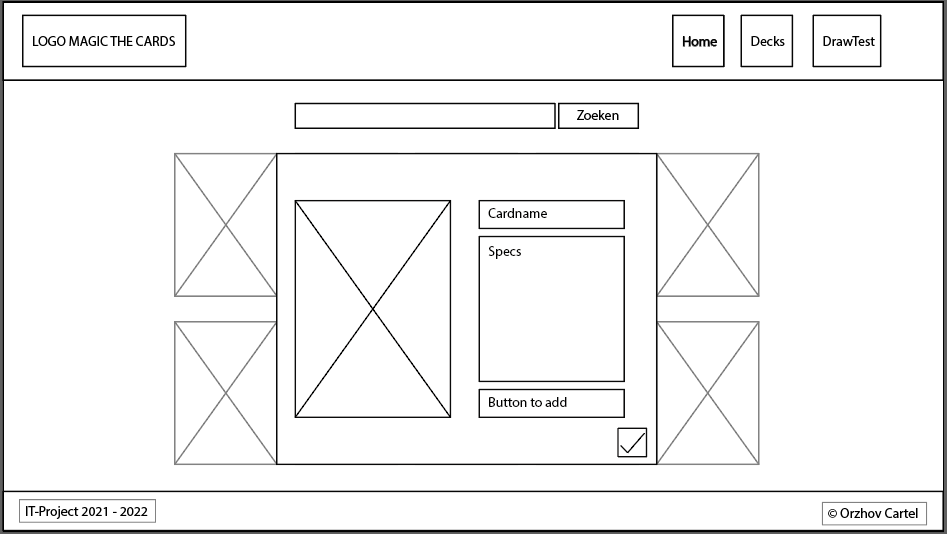 LOGO MAGIC THE CARDS
Home
Decks
DrawTest
Zoeken
Cardname
Specs
Button to add
IT-Project 2021 - 2022
© Orzhov Cartel